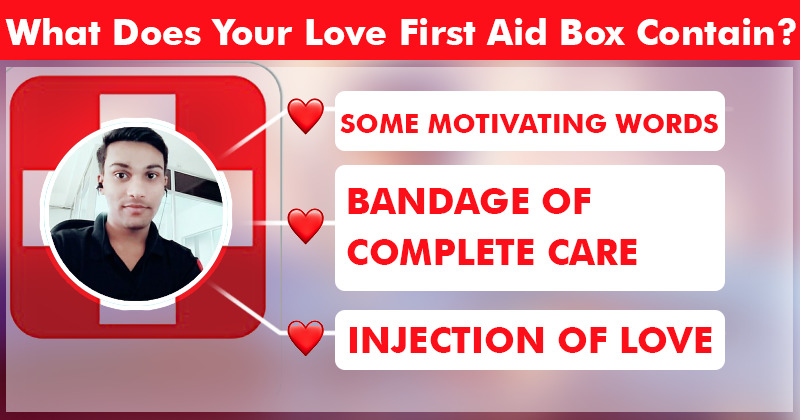 What Does Your Love First Aid Box Contain?
SOME MOTIVATING WORDS
BANDAGE OF
COMPLETE CARE
INJECTION OF LOVE